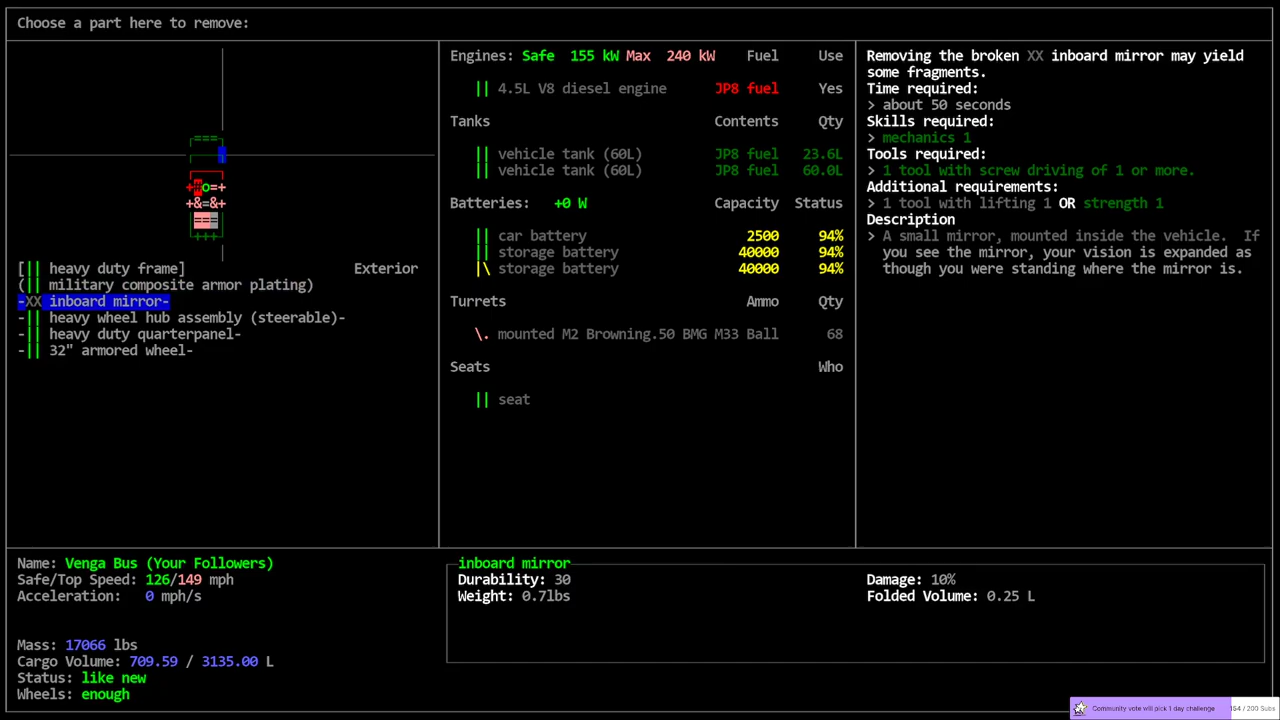 Choose a part here to remove:
[|| heavy duty frame] Exterior
(|| military composite armor plating)
-XX inboard mirror-
-|| heavy wheel hub assembly (steerable)-
-|| heavy duty quarterpanel-
-|| 32" armored wheel-
Engines: Safe 155 kW Max 240 kW Fuel Use
|| 4.5L V8 diesel engine JP8 fuel Yes
Tanks Contents Qty
|| vehicle tank (60L) JP8 fuel 23.6L
|| vehicle tank (60L) JP8 fuel 60.0L
Batteries: +0 W Capacity Status
|| car battery 2500 94%
|| storage battery 40000 94%
|\ storage battery 40000 94%
Turrets Ammo Qty
\. mounted M2 Browning.50 BMG M33 Ball 68
Seats Who
|| seat
Removing the broken XX inboard mirror may yield
some fragments.
Time required:
> about 50 seconds
Skills required:
> mechanics 1
Tools required:
> 1 tool with screw driving of 1 or more.
Additional requirements:
> 1 tool with lifting 1 OR strength 1
Description
> A small mirror, mounted inside the vehicle. If
you see the mirror, your vision is expanded as
though you were standing where the mirror is.
Name: Venga Bus (Your Followers)
Safe/Top Speed: 126/149 mph
Acceleration: 0 mph/s
Mass: 17066 lbs
Cargo Volume: 709.59 / 3135.00 L
Status: like new
Wheels: enough
inboard mirror
Durability: 30 Damage: 10%
Weight: 0.7lbs Folded Volume: 0.25 L
Community vote will pick 1 day challenge 164 / 200 Subs